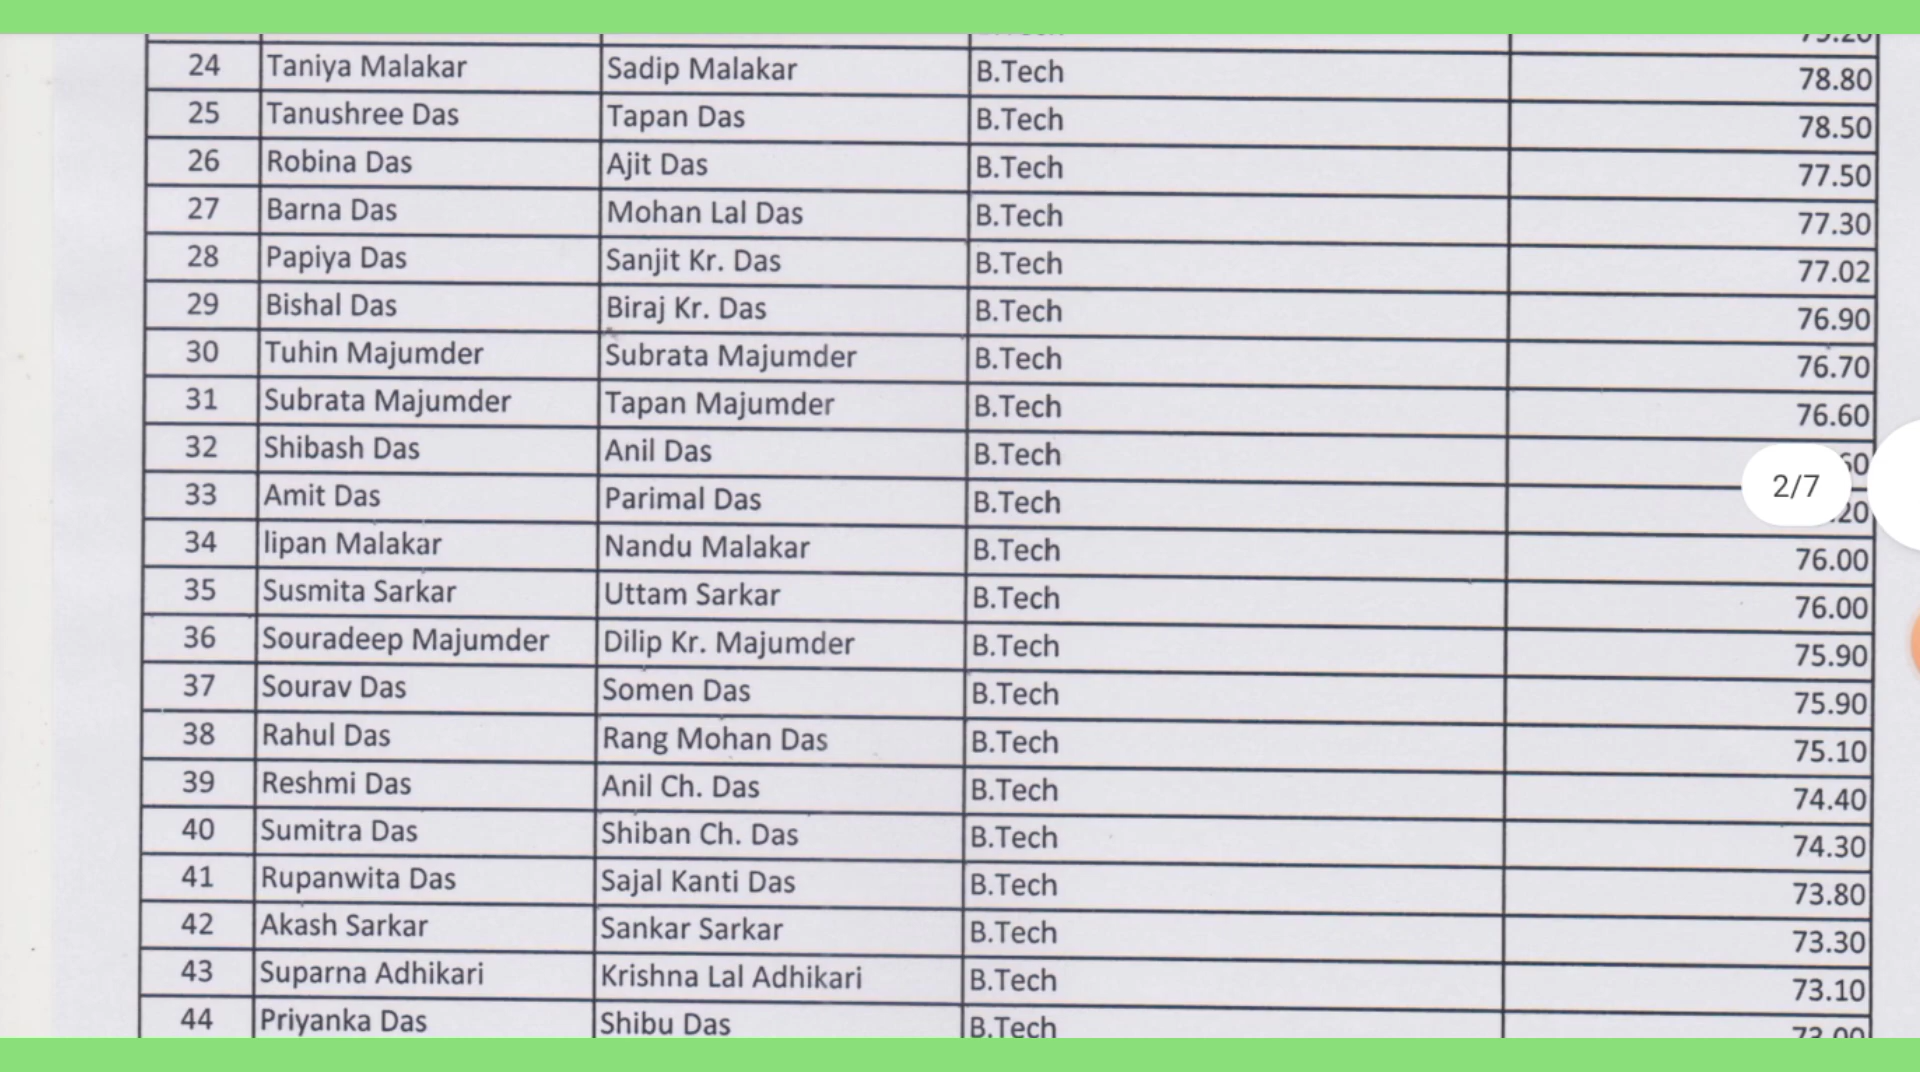 24 Taniya Malakar Sadip Malakar B.Tech 78.80
25 Tanushree Das Tapan Das B.Tech 78.50
26 Robina Das Ajit Das B.Tech 77.50
27 Barna Das Mohan Lal Das B.Tech 77.30
28 Papiya Das Sanjit Kr. Das B.Tech 77.02
29 Bishal Das Biraj Kr. Das B.Tech 76.90
30 Tuhin Majumder Subrata Majumder B.Tech 76.70
31 Subrata Majumder Tapan Majumder B.Tech 76.60
32 Shibash Das Anil Das B.Tech
2/7
33 Amit Das Parimal Das B.Tech
34 lipan Malakar Nandu Malakar B.Tech 76.00
35 Susmita Sarkar Uttam Sarkar B.Tech 76.00
36 Souradeep Majumder Dilip Kr. Majumder B.Tech 75.90
37 Sourav Das Somen Das B.Tech 75.90
38 Rahul Das Rang Mohan Das B.Tech 75.10
39 Reshmi Das Anil Ch. Das B.Tech 74.40
40 Sumitra Das Shiban Ch. Das B.Tech 74.30
41 Rupanwita Das Sajal Kanti Das B.Tech 73.80
42 Akash Sarkar Sankar Sarkar B.Tech 73.30
43 Suparna Adhikari Krishna Lal Adhikari B.Tech 73.10
44 Priyanka Das Shibu Das B.Tech